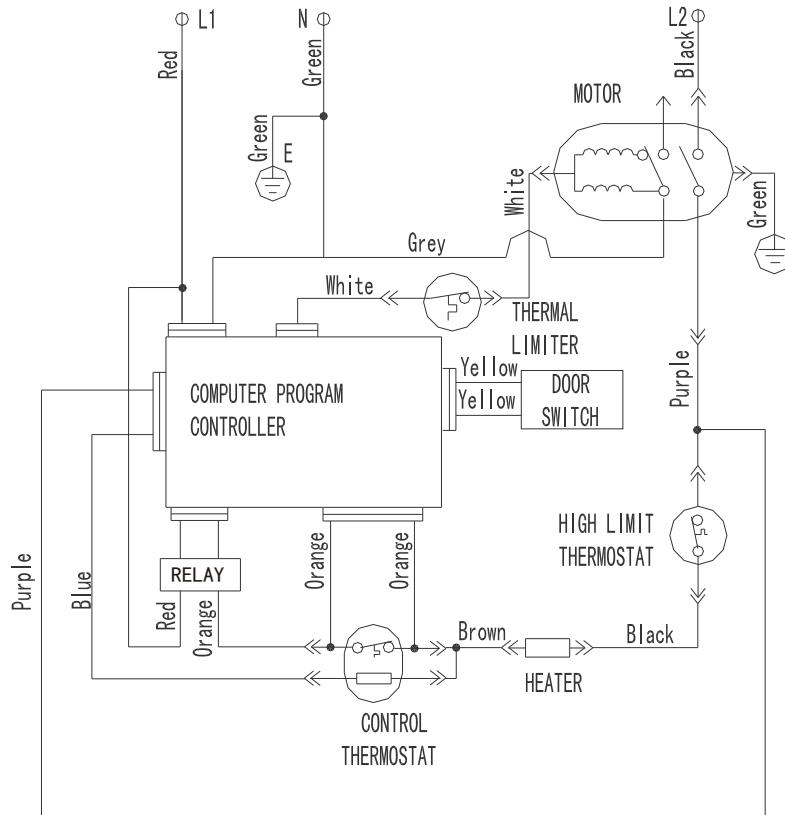 L1
N
L2
Red
Green
Black
MOTOR
Green
E
White
Green
Grey
White
THERMAL
LIMITER
COMPUTER PROGRAM
CONTROLLER
Yellow
Yellow
DOOR
SWITCH
Purple
HIGH LIMIT
THERMOSTAT
Purple
Blue
RELAY
Red
Orange
Orange
Orange
Brown
Black
HEATER
CONTROL
THERMOSTAT